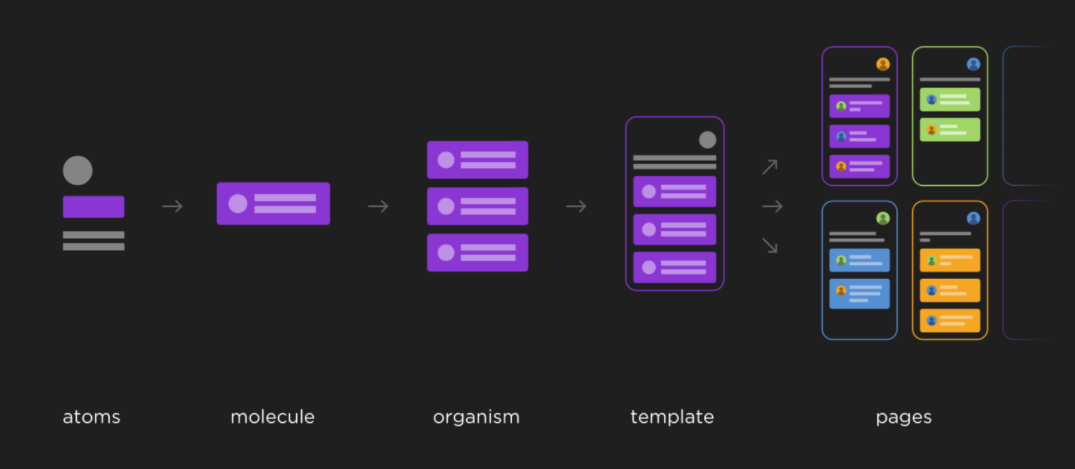 atoms
molecule
organism
template
pages